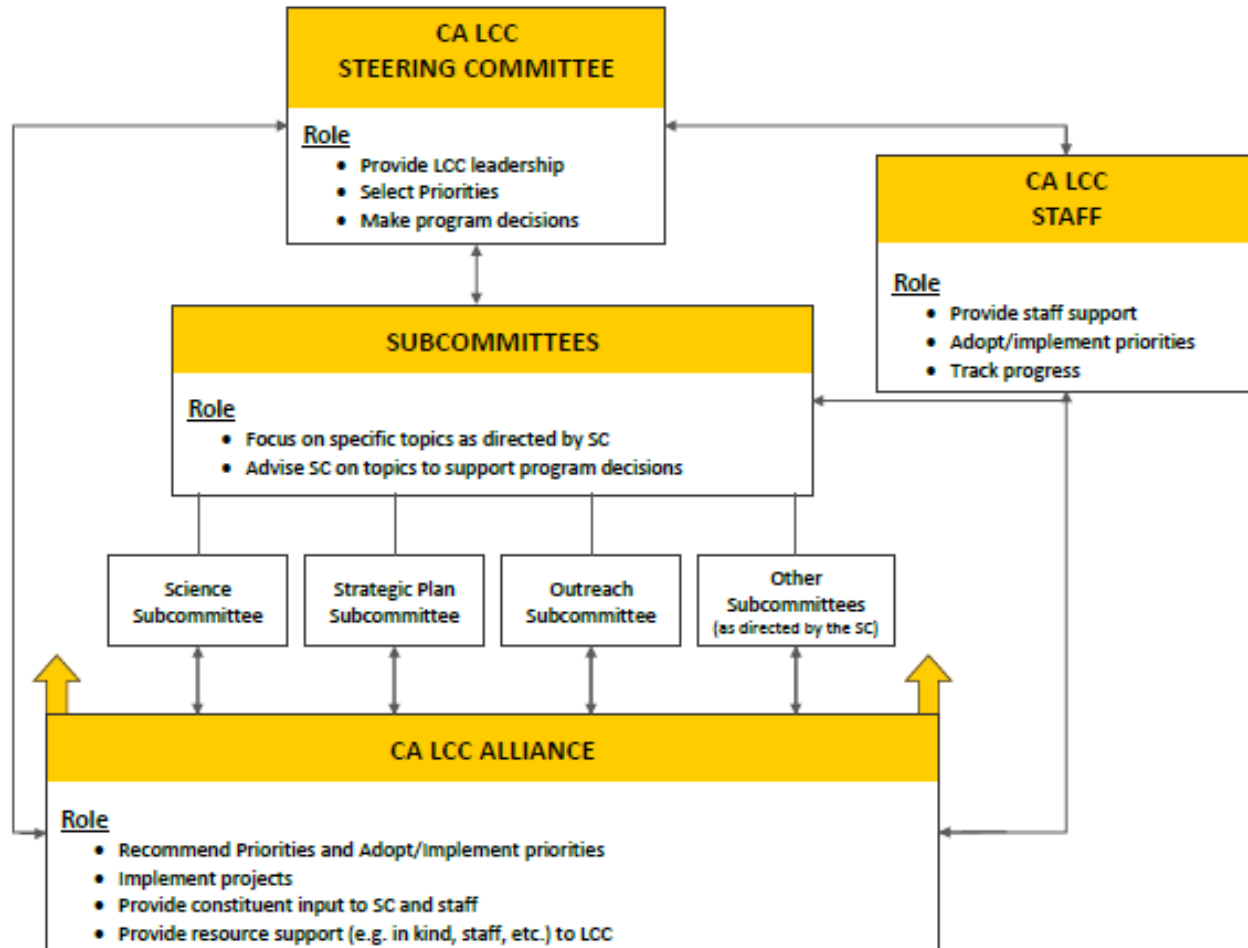 CA LCC
STEERING COMMITTEE
Role
• Provide LCC leadership
• Select Priorities
• Make program decisions
CA LCC
STAFF
Role
• Provide staff support
• Adopt/implement priorities
• Track progress
SUBCOMMITTEES
Role
• Focus on specific topics as directed by SC
• Advise SC on topics to support program decisions
Science
Subcommittee
Strategic Plan
Subcommittee
Outreach
Subcommittee
Other
Subcommittees
(as directed by the SC)
CA LCC ALLIANCE
Role
• Recommend Priorities and Adopt/Implement priorities
• Implement projects
• Provide constituent input to SC and staff
• Provide resource support (e.g. in kind, staff, etc.) to LCC